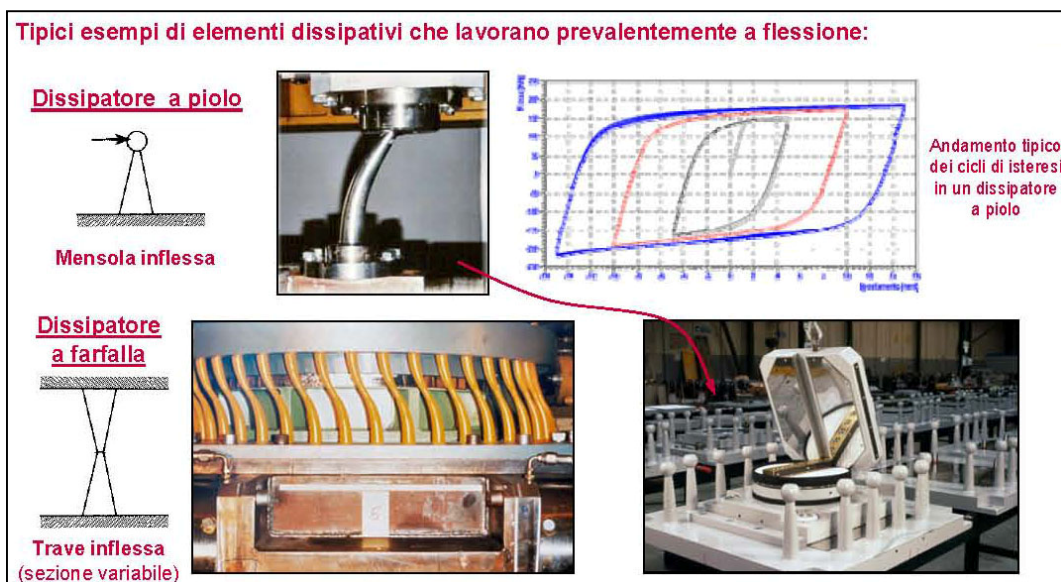 Tipici esempi di elementi dissipativi che lavorano prevalentemente a flessione:
Dissipatore a piolo
Mensola inflessa
Andamento tipico
dei cicli di isteresi
in un dissipatore
a piolo
Dissipatore
a farfalla
Trave inflessa
(sezione variabile)